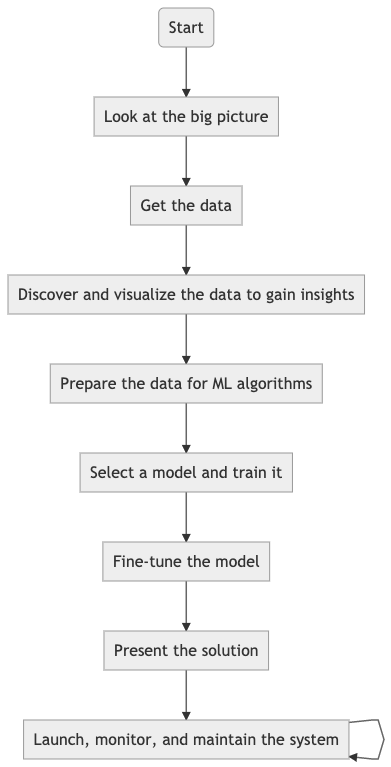 Start
Look at the big picture
Get the data
Discover and visualize the data to gain insights
Prepare the data for ML algorithms
Select a model and train it
Fine-tune the model
Present the solution
Launch, monitor, and maintain the system